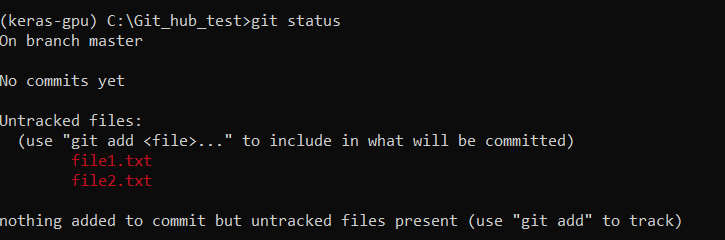 (keras-gpu) C:\Git_hub_test>git status
On branch master
No commits yet
Untracked files:
(use "git add <file>..." to include in what will be committed)
file1.txt
file2.txt
nothing added to commit but untracked files present (use "git add" to track)